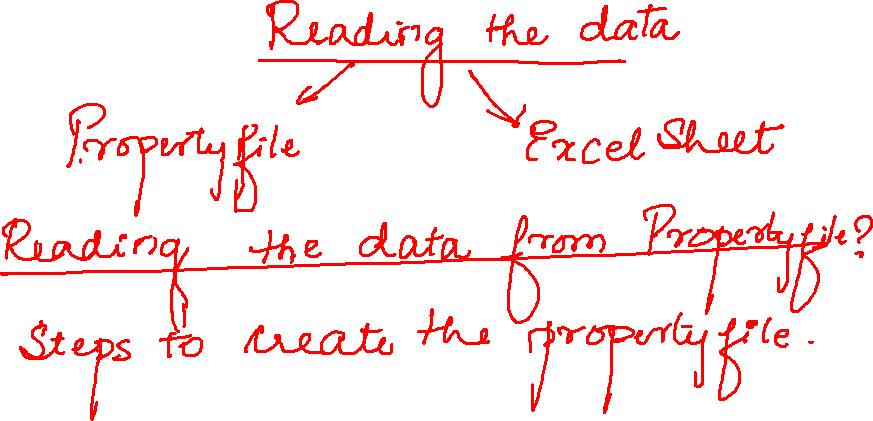 Reading the data
Propertyfile Excel Sheet
Reading the data from Propertyfile?
Steps to create the propertyfile.